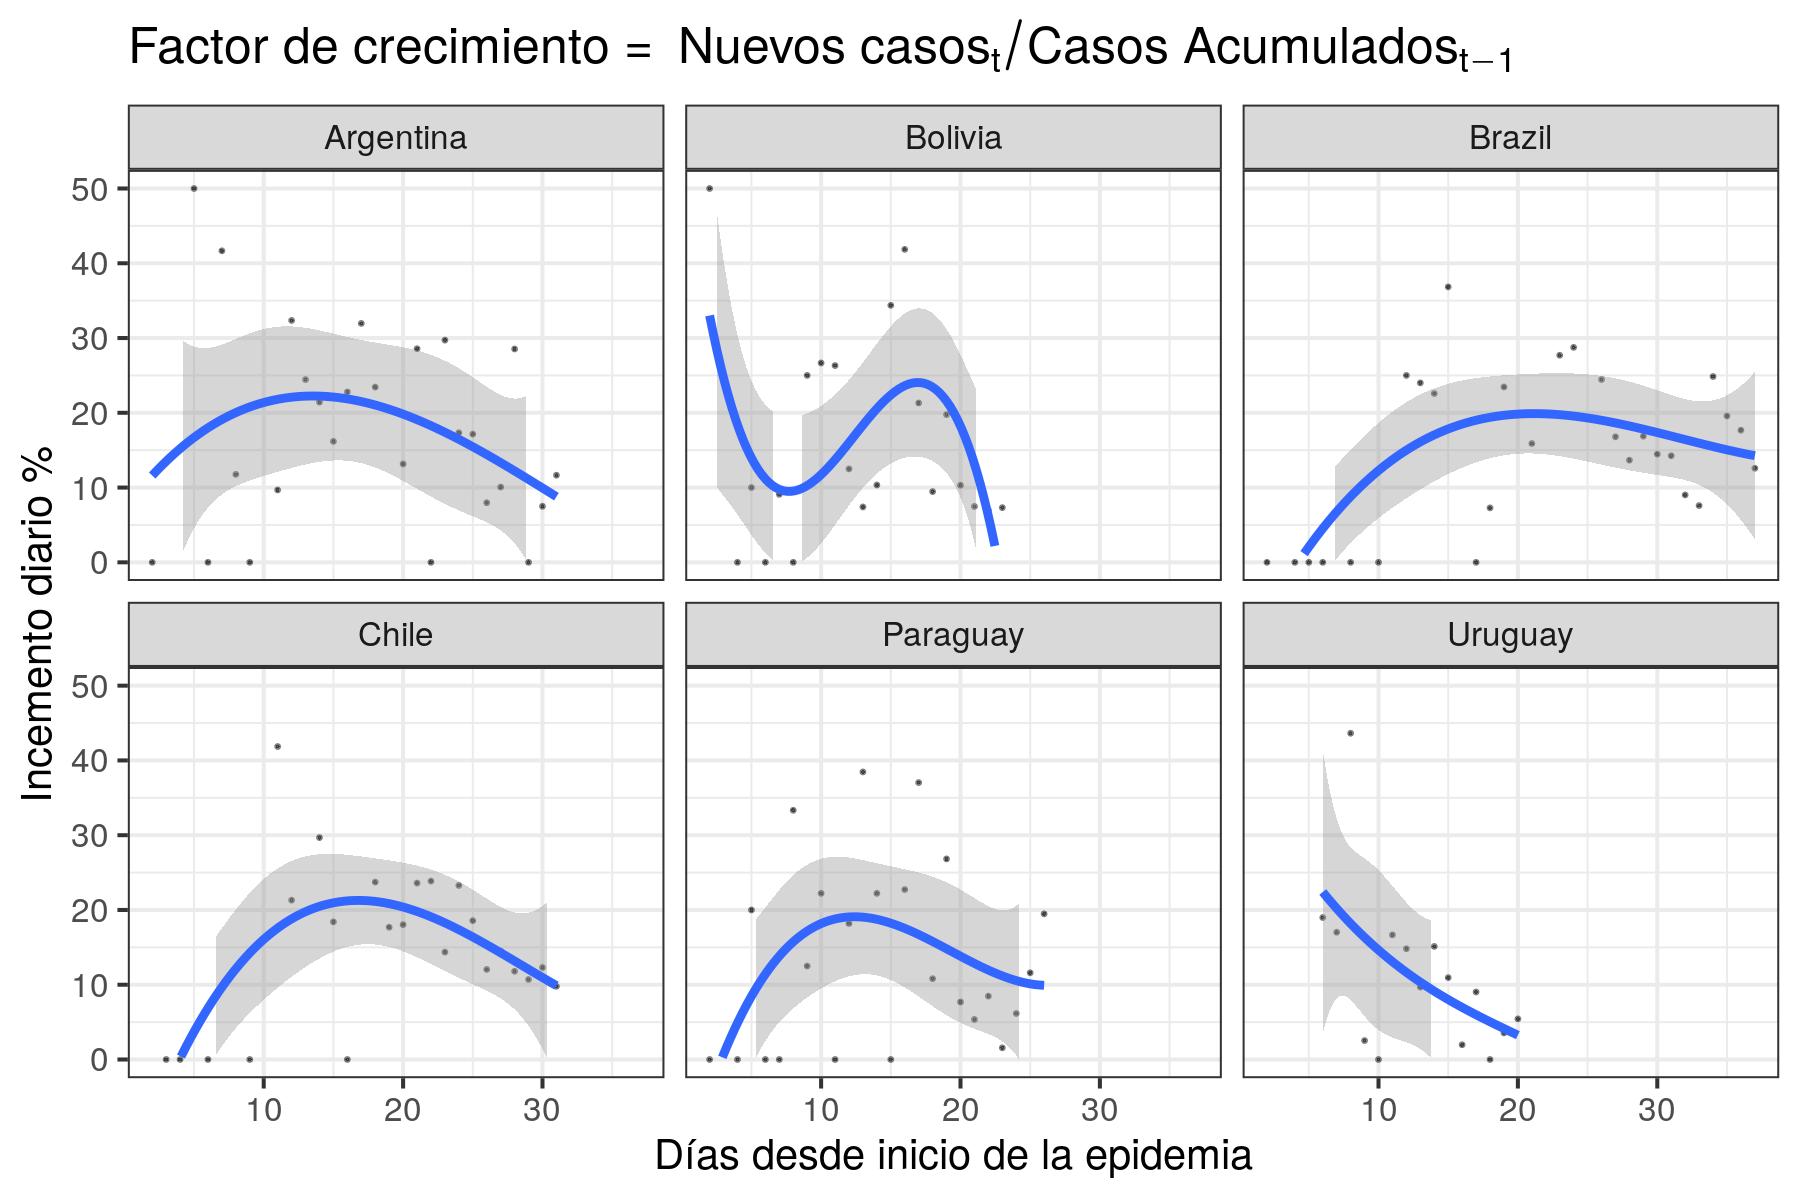 Factor de crecimiento = Nuevos casos_t/Casos Acumulados_t−1
Argentina Bolivia Brazil
50
40
30
20
10
0
Chile Paraguay Uruguay
50
40
30
20
10
0
10 20 30 10 20 30 10 20 30
Incemento diario %
Días desde inicio de la epidemia